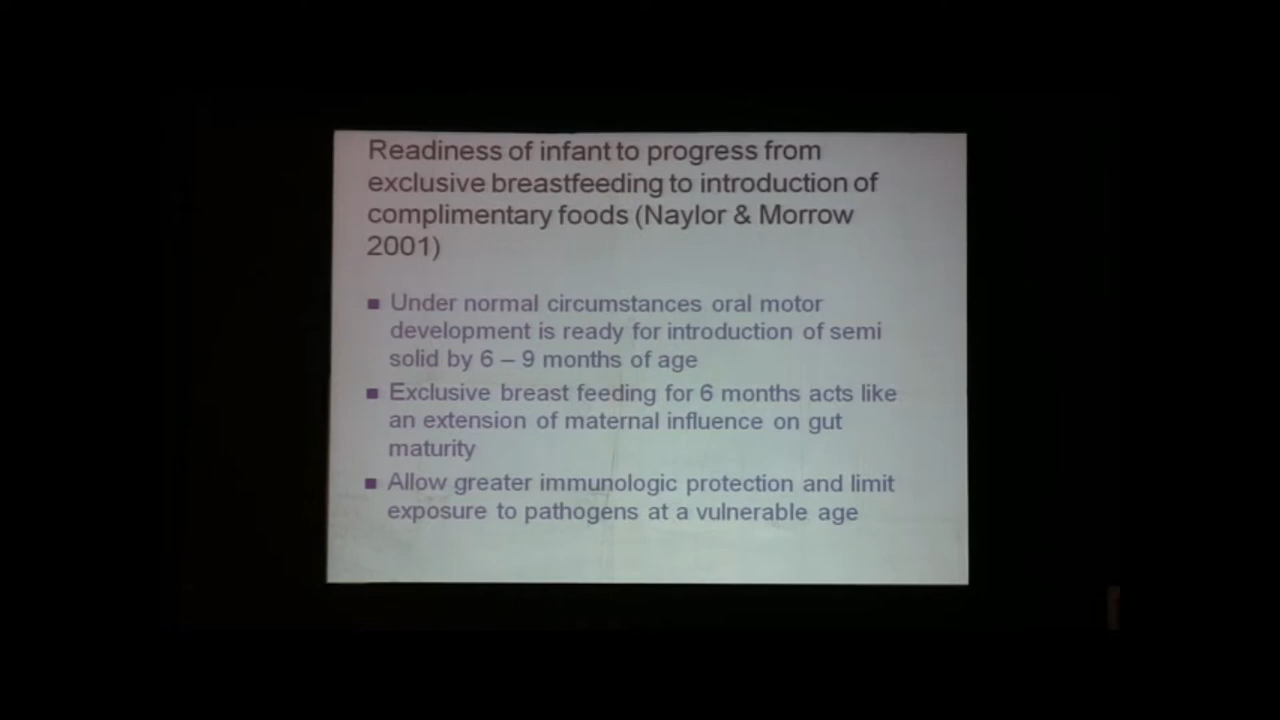 Readiness of infant to progress from
exclusive breastfeeding to introduction of
complimentary foods (Naylor & Morrow
2001)
■ Under normal circumstances oral motor
development is ready for introduction of semi
solid by 6 – 9 months of age
■ Exclusive breast feeding for 6 months acts like
an extension of maternal influence on gut
maturity
■ Allow greater immunologic protection and limit
exposure to pathogens at a vulnerable age